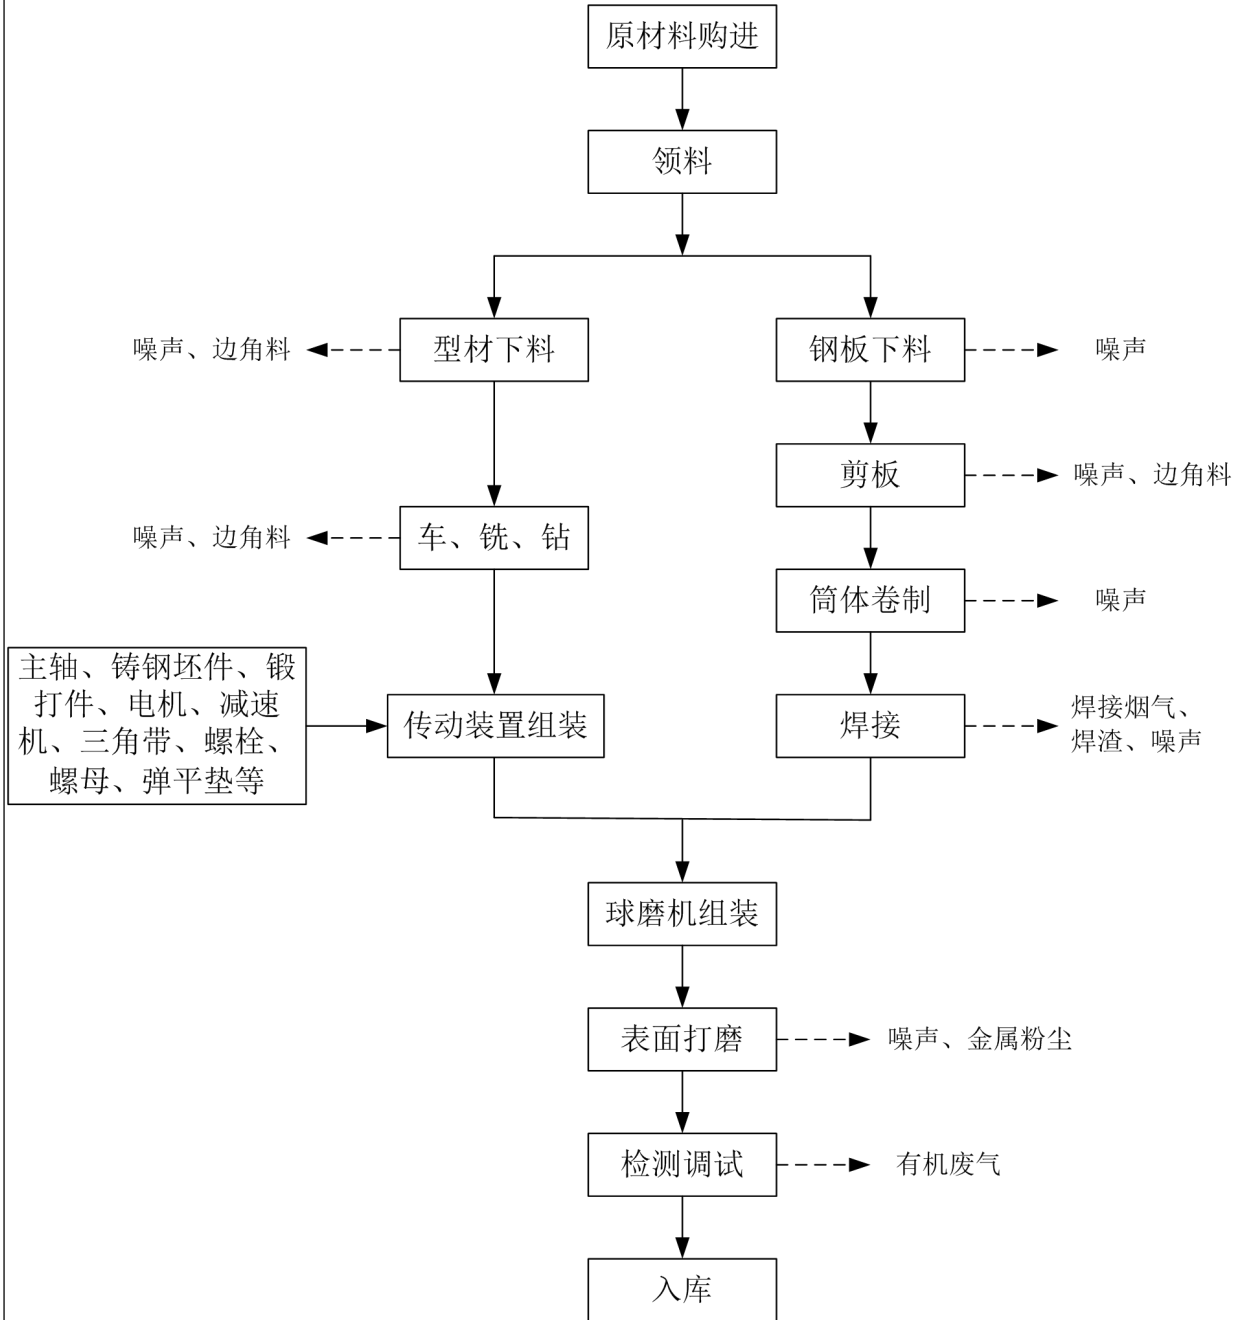 原材料购进
领料
噪声、边角料
型材下料
钢板下料
噪声
剪板
噪声、边角料
噪声、边角料
车、铣、钻
筒体卷制
噪声
主轴、铸钢坯件、锻
打件、电机、减速
机、三角带、螺栓、
螺母、弹平垫等
传动装置组装
焊接
焊接烟气、
焊渣、噪声
球磨机组装
表面打磨
噪声、金属粉尘
检测调试
有机废气
入库